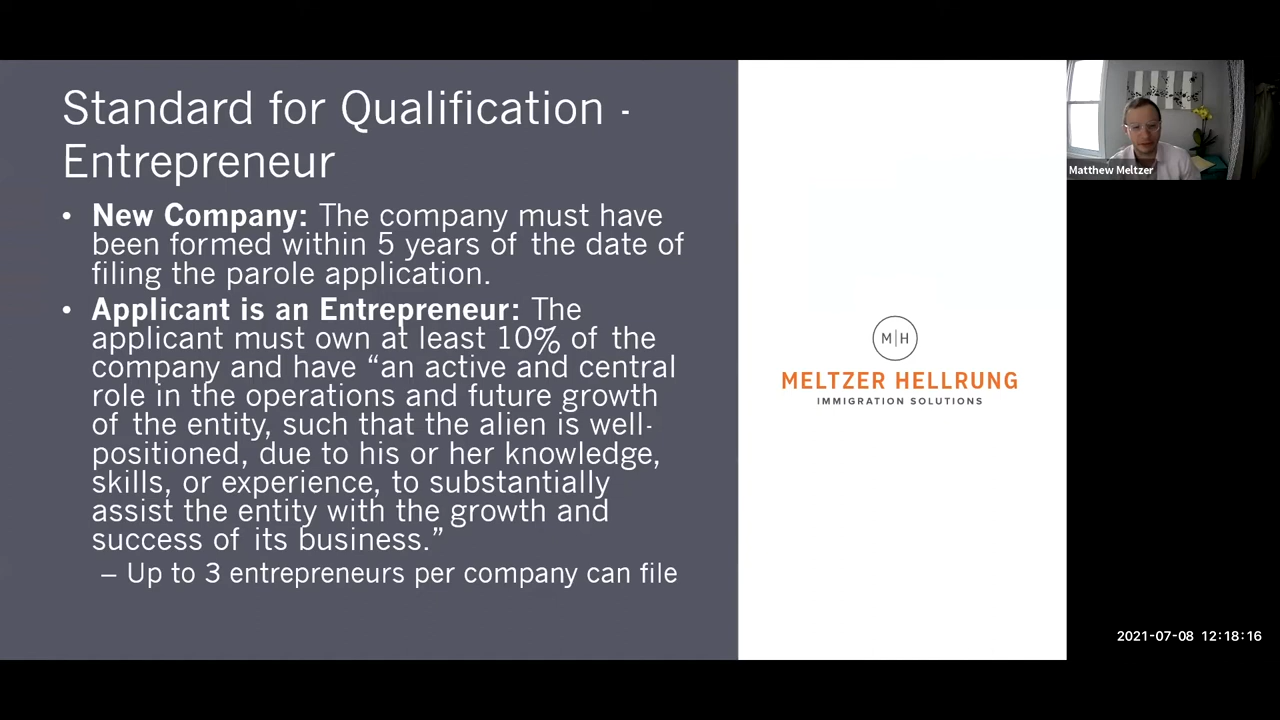 Standard for Qualification -
Entrepreneur
• New Company: The company must have
been formed within 5 years of the date of
filing the parole application.
• Applicant is an Entrepreneur: The
applicant must own at least 10% of the
company and have “an active and central
role in the operations and future growth
of the entity, such that the alien is well-
positioned, due to his or her knowledge,
skills, or experience, to substantially
assist the entity with the growth and
success of its business.”
– Up to 3 entrepreneurs per company can file
M|H
MELTZER HELLRUNG
IMMIGRATION SOLUTIONS
Matthew Meltzer
2021-07-08 12:18:16